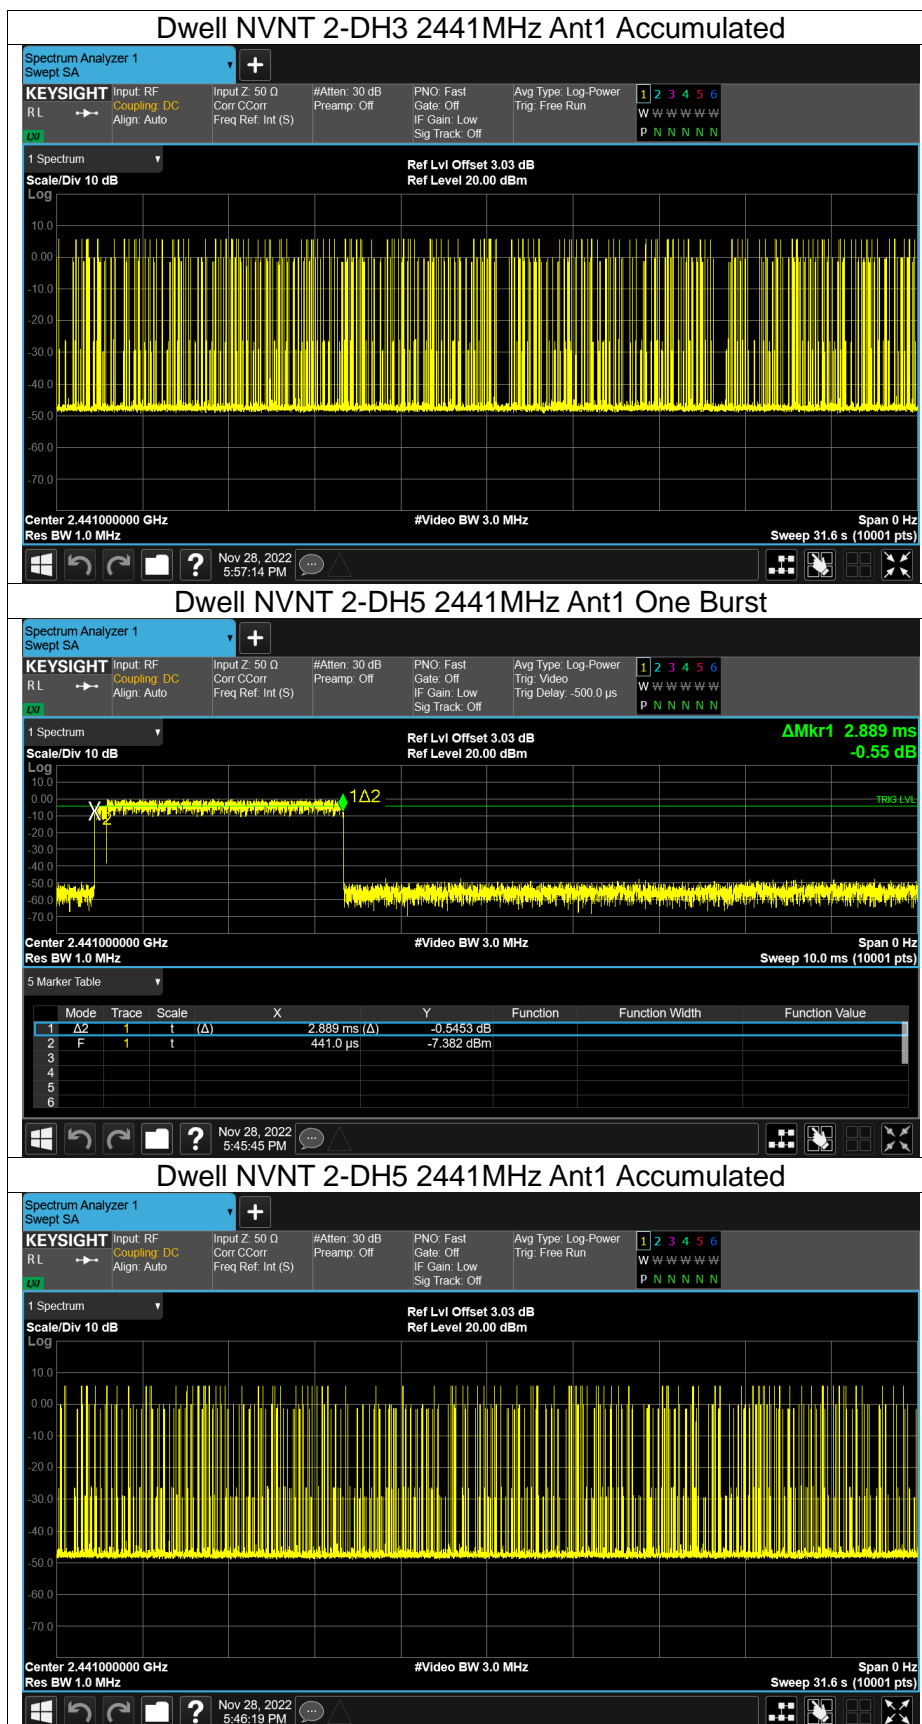 Dwell NVNT 2-DH3 2441MHz Ant1 Accumulated
Spectrum Analyzer 1
Swept SA
KEYSIGHT Input: RF Input Z: 50 Ω #Atten: 30 dB PNO: Fast Avg Type: Log-Power 1 2 3 4 5 6
R L Coupling: DC Corr CCorr Preamp: Off Gate: Off Trig: Free Run W W W W W W
Align: Auto Freq Ref: Int (S) IF Gain: Low
LXI Sig Track: Off P N N N N N
1 Spectrum
Ref Lvl Offset 3.03 dB
Scale/Div 10 dB Ref Level 20.00 dBm
Log
10.0
0.00
-10.0
-20.0
-30.0
-40.0
-50.0
-60.0
-70.0
Center 2.441000000 GHz #Video BW 3.0 MHz Span 0 Hz
Res BW 1.0 MHz Sweep 31.6 s (10001 pts)
? Nov 28, 2022
5:57:14 PM
Dwell NVNT 2-DH5 2441MHz Ant1 One Burst
Spectrum Analyzer 1
Swept SA
KEYSIGHT Input: RF Input Z: 50 Ω #Atten: 30 dB PNO: Fast Avg Type: Log-Power 1 2 3 4 5 6
R L Coupling: DC Corr CCorr Preamp: Off Gate: Off Trig: Video W W W W W W
Align: Auto Freq Ref: Int (S) IF Gain: Low Trig Delay: -500.0 µs
LXI Sig Track: Off P N N N N N
1 Spectrum ΔMkr1 2.889 ms
Ref Lvl Offset 3.03 dB
Scale/Div 10 dB Ref Level 20.00 dBm -0.55 dB
Log
10.0
0.00
-10.0
-20.0
-30.0
-40.0
-50.0
-60.0
-70.0
1Δ2
TRIG LVL
X2
Center 2.441000000 GHz #Video BW 3.0 MHz Span 0 Hz
Res BW 1.0 MHz Sweep 10.0 ms (10001 pts)
5 Marker Table
Mode Trace Scale X Y Function Function Width Function Value
1 Δ2 1 t (Δ) 2.889 ms (Δ) -0.5453 dB
2 F 1 t 441.0 µs -7.382 dBm
3
4
5
6
? Nov 28, 2022
5:45:45 PM
Dwell NVNT 2-DH5 2441MHz Ant1 Accumulated
Spectrum Analyzer 1
Swept SA
KEYSIGHT Input: RF Input Z: 50 Ω #Atten: 30 dB PNO: Fast Avg Type: Log-Power 1 2 3 4 5 6
R L Coupling: DC Corr CCorr Preamp: Off Gate: Off Trig: Free Run W W W W W W
Align: Auto Freq Ref: Int (S) IF Gain: Low
LXI Sig Track: Off P N N N N N
1 Spectrum
Ref Lvl Offset 3.03 dB
Scale/Div 10 dB Ref Level 20.00 dBm
Log
10.0
0.00
-10.0
-20.0
-30.0
-40.0
-50.0
-60.0
-70.0
Center 2.441000000 GHz #Video BW 3.0 MHz Span 0 Hz
Res BW 1.0 MHz Sweep 31.6 s (10001 pts)
? Nov 28, 2022
5:46:19 PM